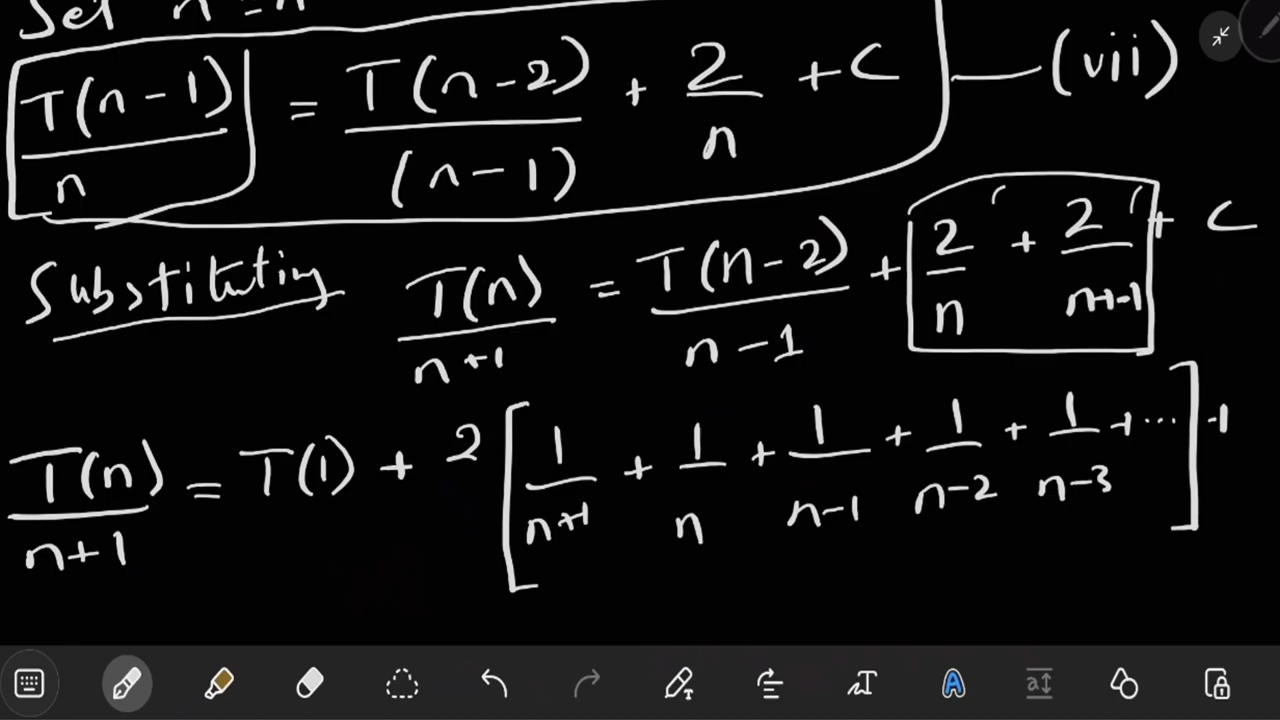 Set n = n
T(n-1)/n = T(n-2)/(n-1) + 2/n + C — (vii)
Substituting T(n)/n+1 = T(n-2)/n-1 + 2/n + 2/n+1 + C
T(n)/n+1 = T(1) + 2 [ 1/n+1 + 1/n + 1/n-1 + 1/n-2 + 1/n-3 + ... ] +